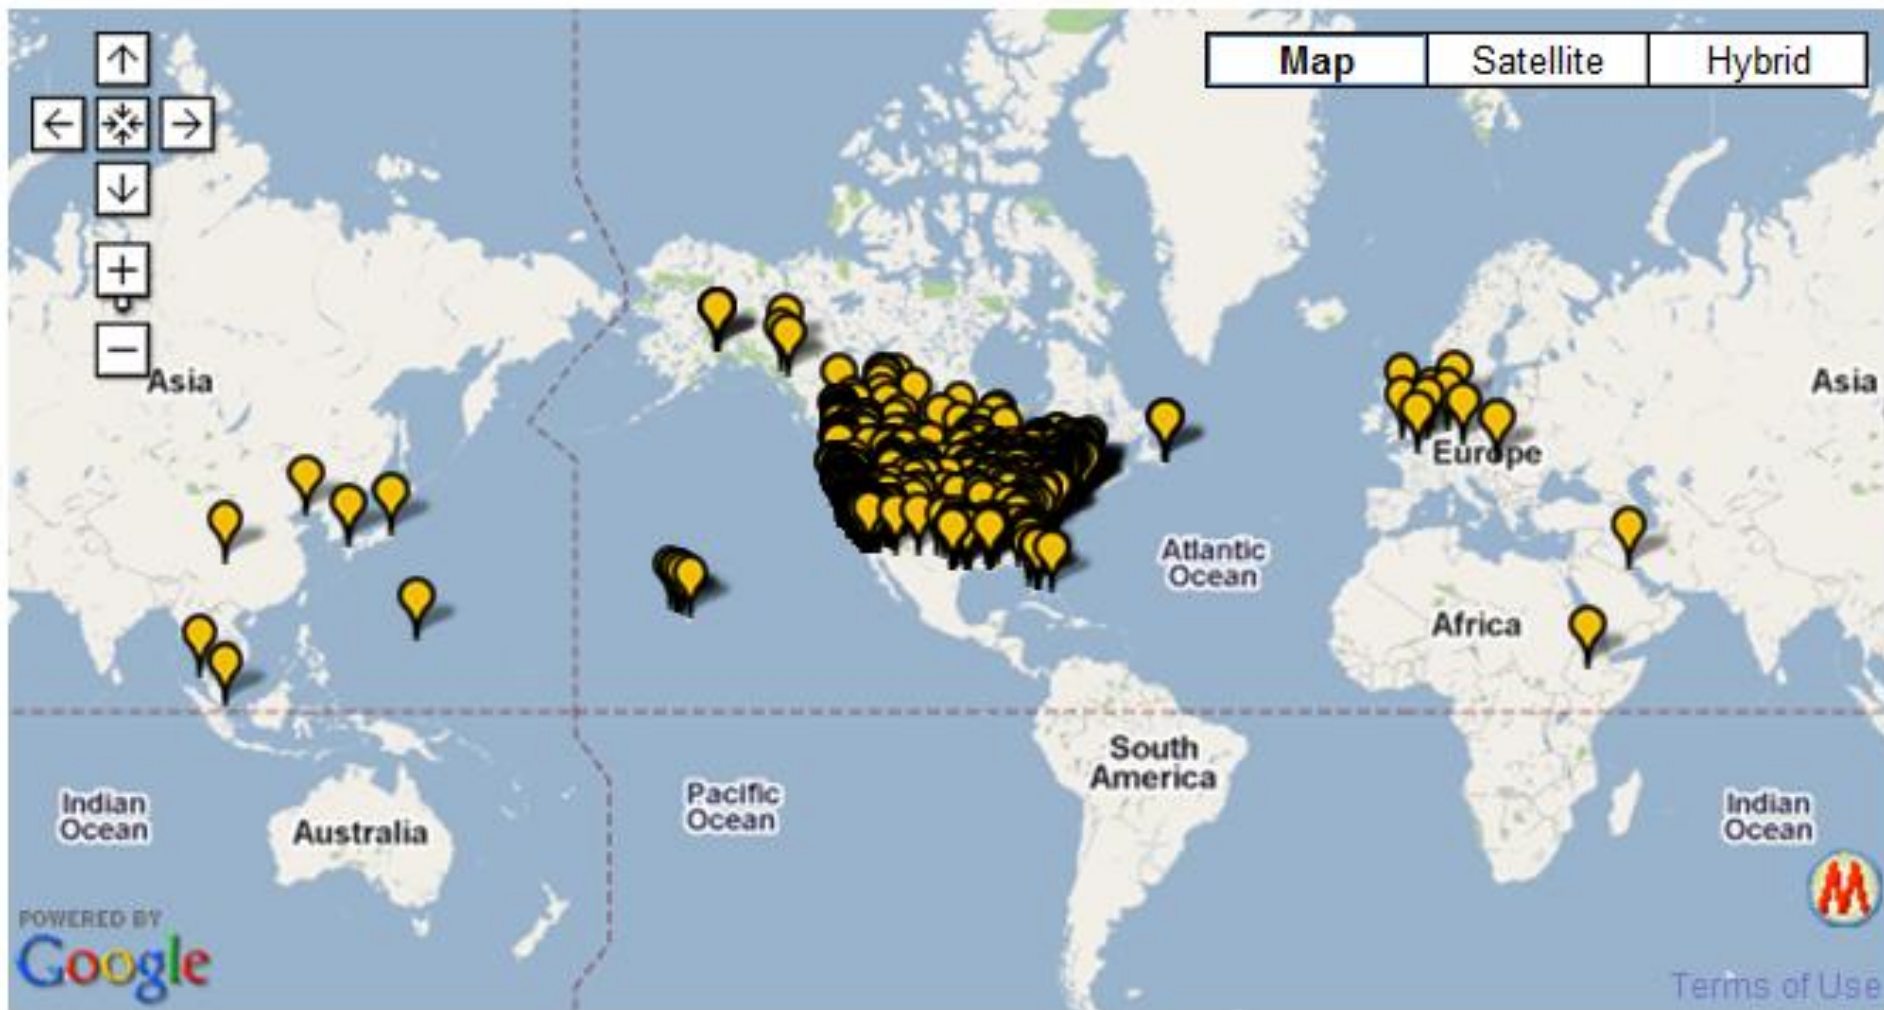 Map
Satellite
Hybrid
Asia
Asia
Europe
Atlantic
Ocean
Africa
South
America
Pacific
Ocean
Indian
Ocean
Indian
Ocean
Australia
POWERED BY
Google
M
Terms of Use